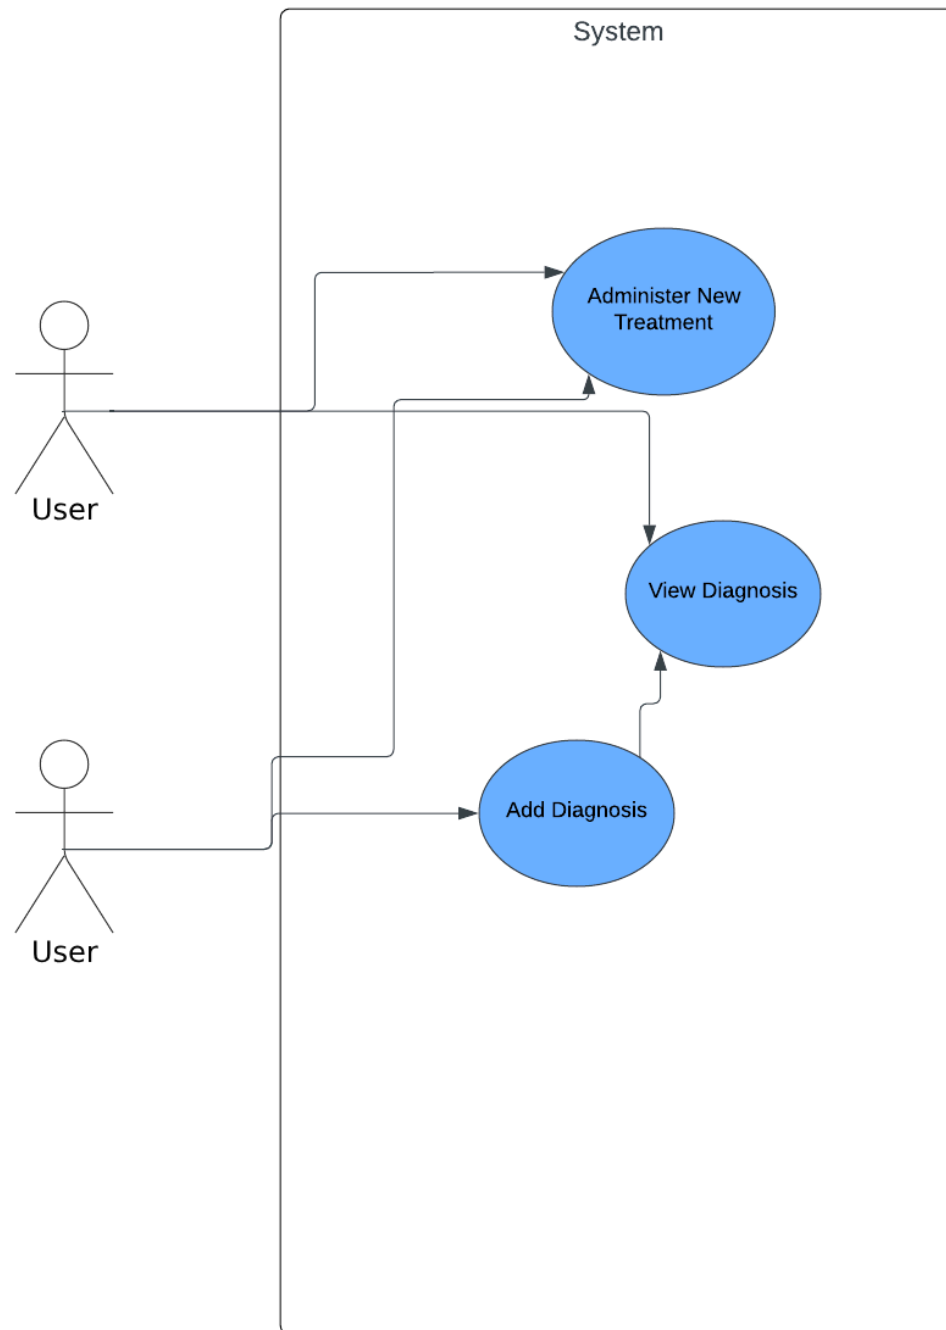 System
Administer New
Treatment
User
View Diagnosis
Add Diagnosis
User